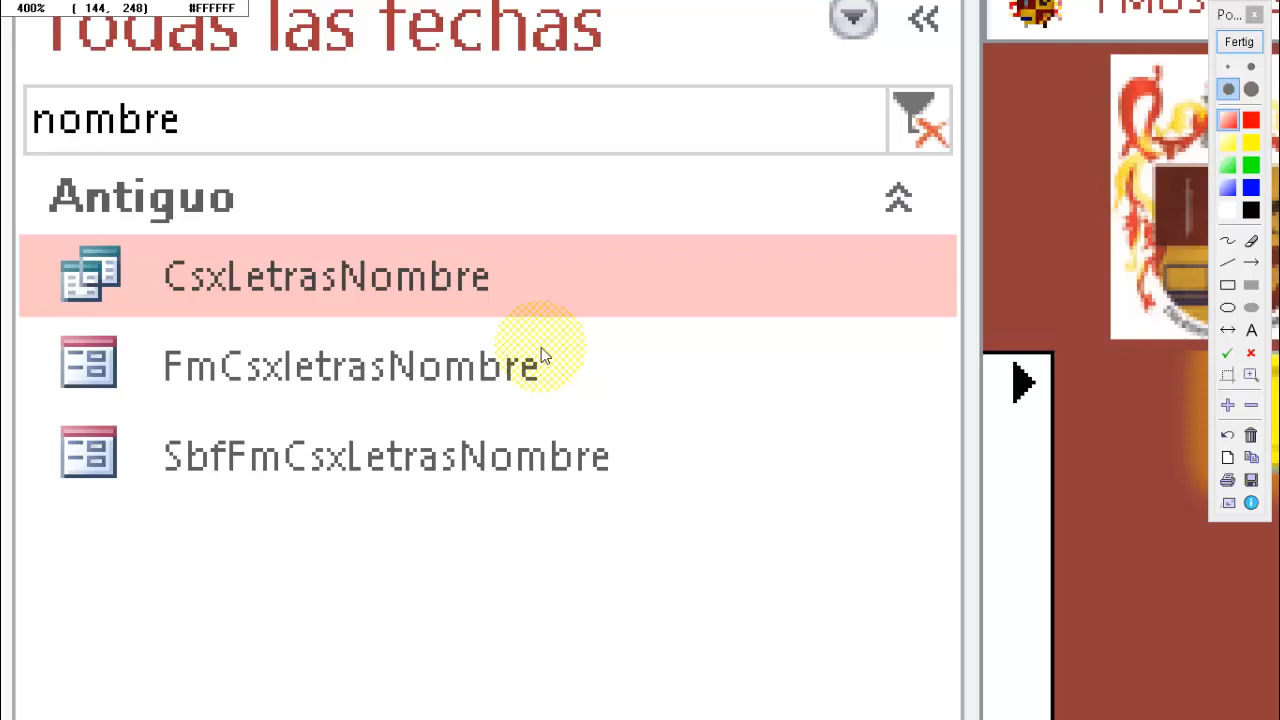 400% ( 144, 248) #FFFFFF
Todas las fechas
nombre
Antiguo
CsxLetrasNombre
FmCsxletrasNombre
SbfFmCsxLetrasNombre
Po...
Fertig
A